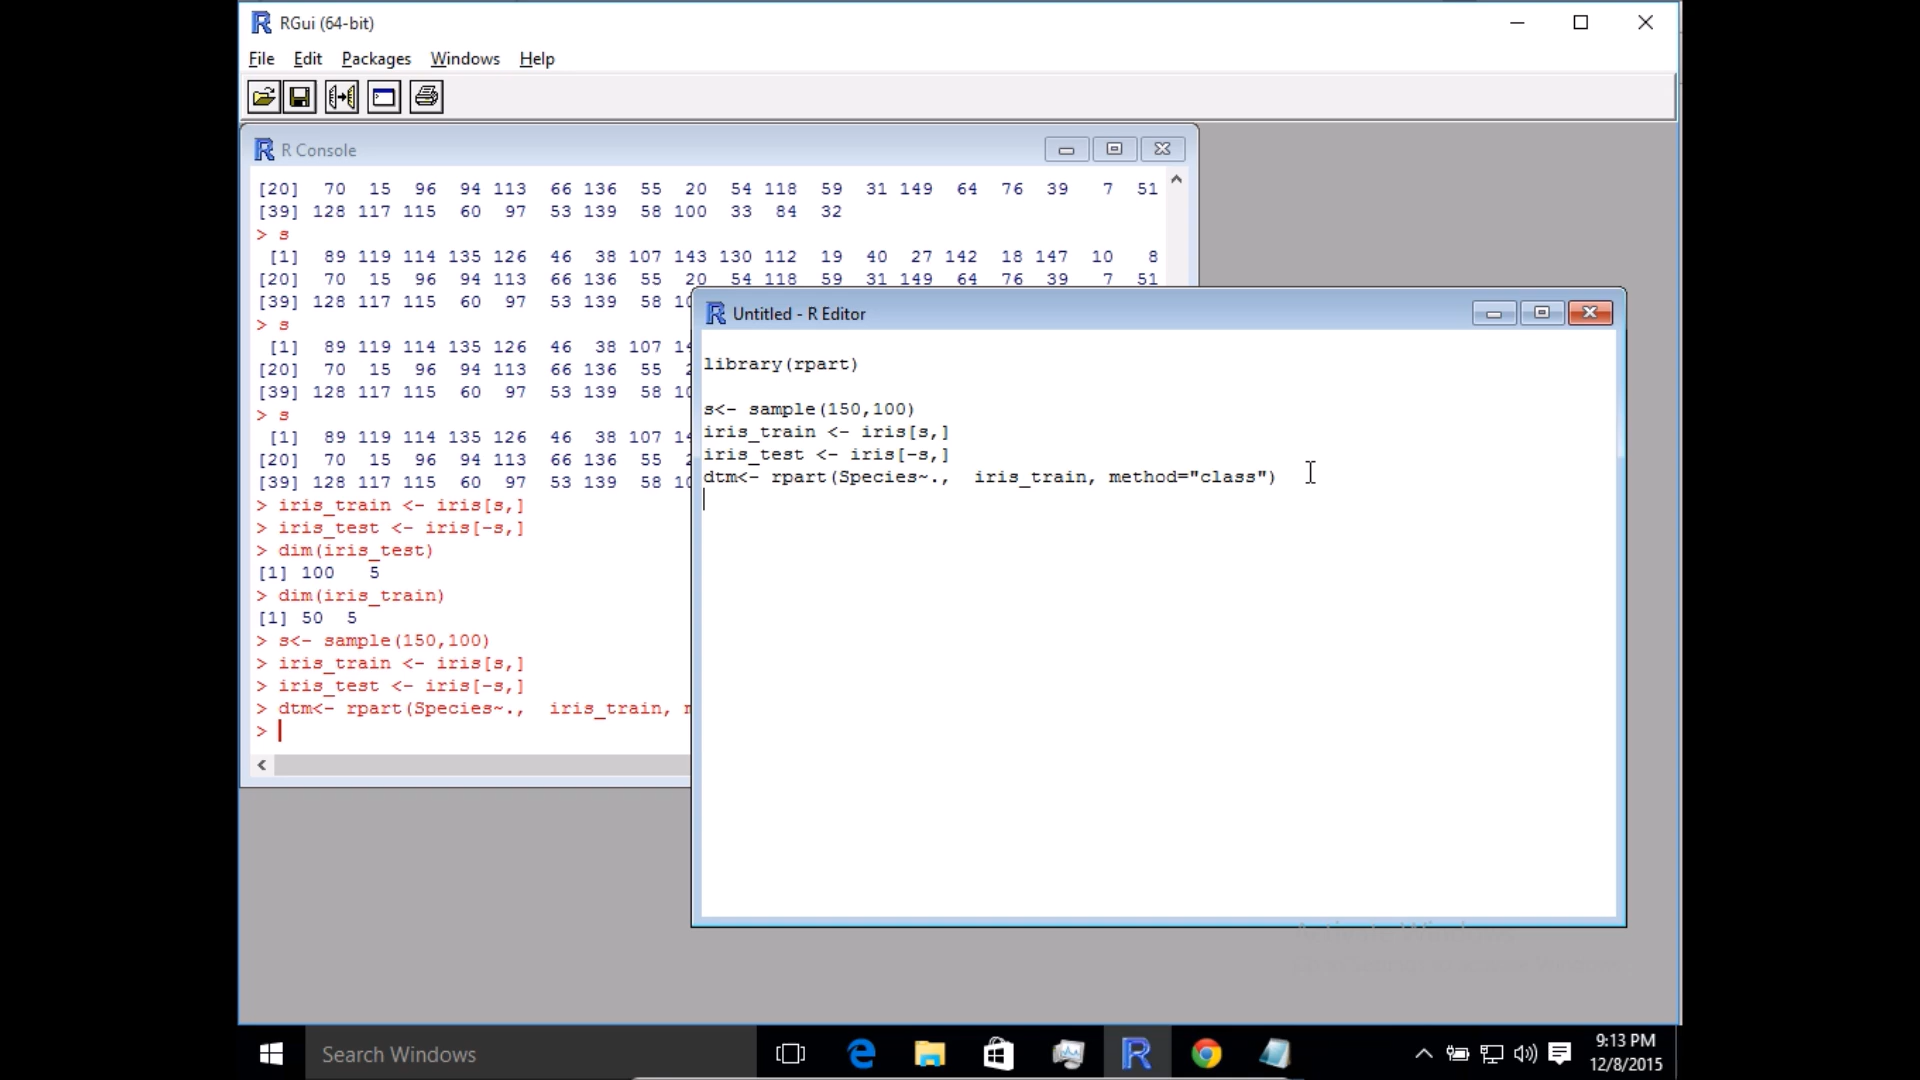 RGui (64-bit)
File Edit Packages Windows Help
R Console
[20] 70 15 96 94 113 66 136 55 20 54 118 59 31 149 64 76 39 7 51
[39] 128 117 115 60 97 53 139 58 100 33 84 32
> s
[1] 89 119 114 135 126 46 38 107 143 130 112 19 40 27 142 18 147 10 8
[20] 70 15 96 94 113 66 136 55 20 54 118 59 31 149 64 76 39 7 51
[39] 128 117 115 60 97 53 139 58
> s
[1] 89 119 114 135 126 46 38 107
[20] 70 15 96 94 113 66 136 55
[39] 128 117 115 60 97 53 139 58
> s
[1] 89 119 114 135 126 46 38 107
[20] 70 15 96 94 113 66 136 55
[39] 128 117 115 60 97 53 139 58
> iris_train <- iris[s,]
> iris_test <- iris[-s,]
> dim(iris_test)
[1] 100 5
> dim(iris_train)
[1] 50 5
> s<- sample(150,100)
> iris_train <- iris[s,]
> iris_test <- iris[-s,]
> dtm<- rpart(Species~., iris_train,
>
Untitled - R Editor
library(rpart)
s<- sample(150,100)
iris_train <- iris[s,]
iris_test <- iris[-s,]
dtm<- rpart(Species~., iris_train, method="class")
Search Windows
9:13 PM
12/8/2015